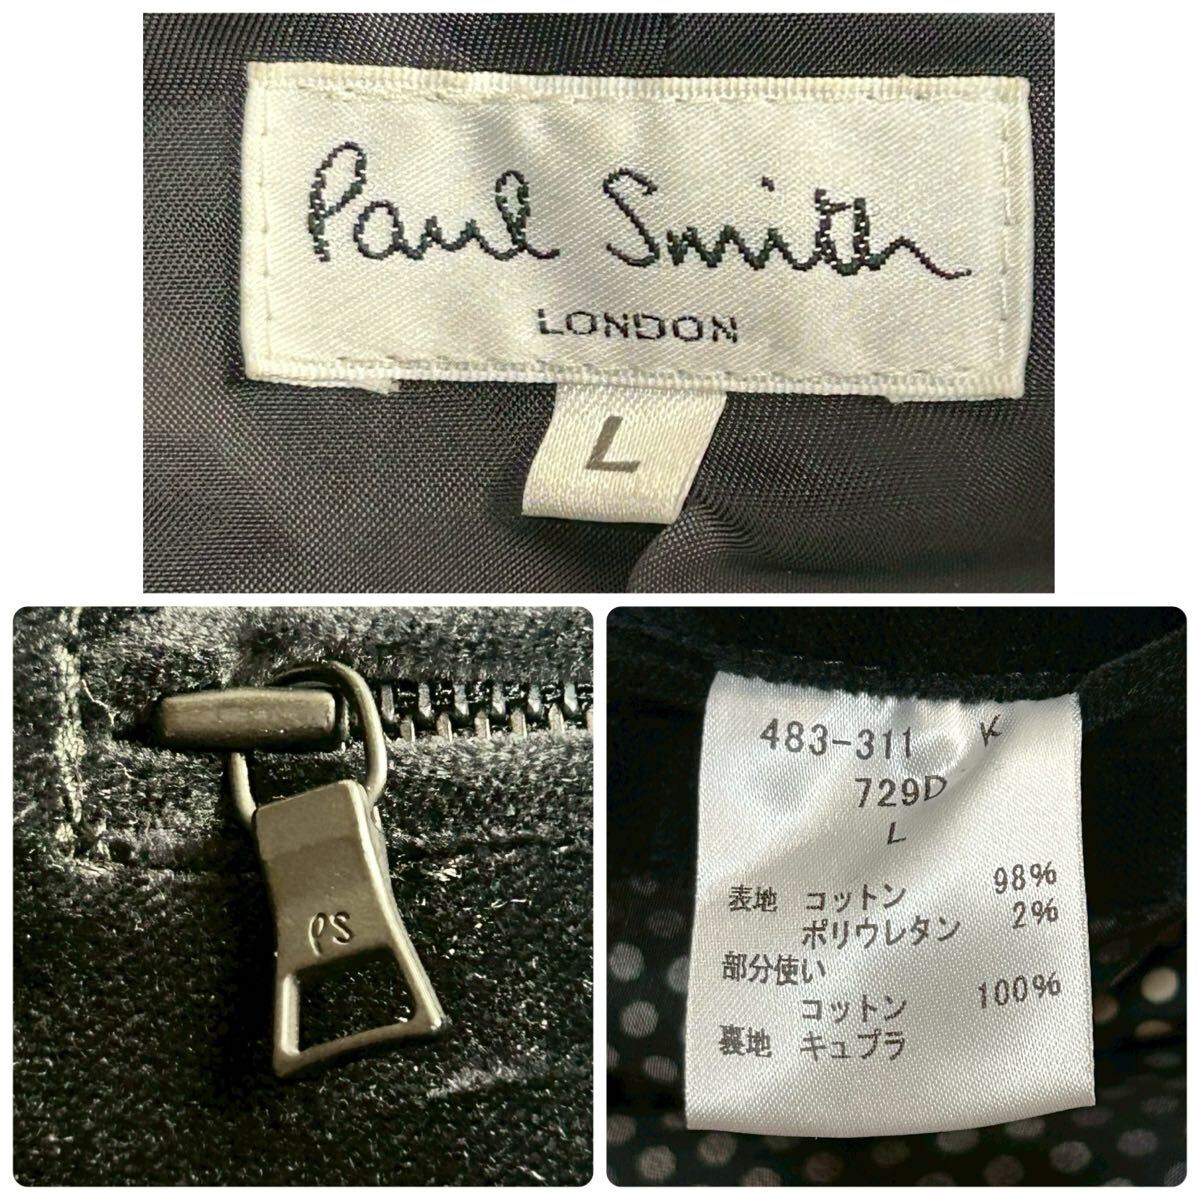 Paul Smith
LONDON
L
PS
483-311 K
729D
L
表地 コットン 98%
ポリウレタン 2%
部分使い
コットン 100%
裏地 キュプラ